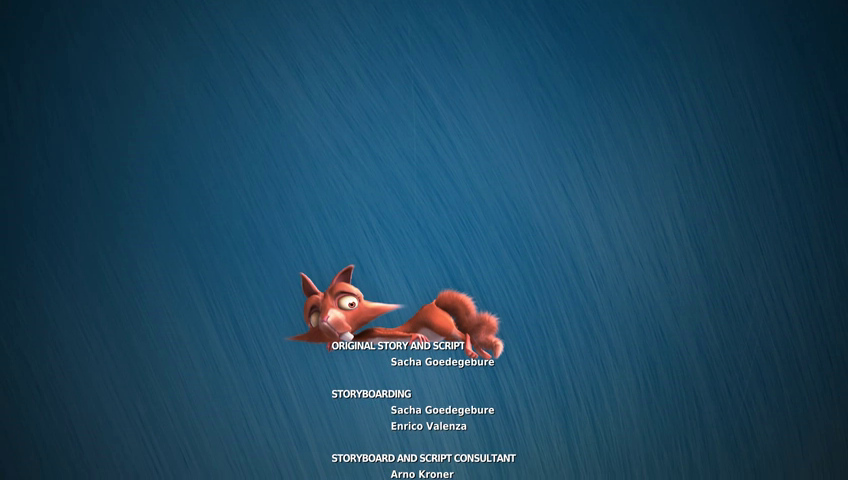 ORIGINAL STORY AND SCRIPT
Sacha Goedegebure
STORYBOARDING
Sacha Goedegebure
Enrico Valenza
STORYBOARD AND SCRIPT CONSULTANT
Arno Kroner